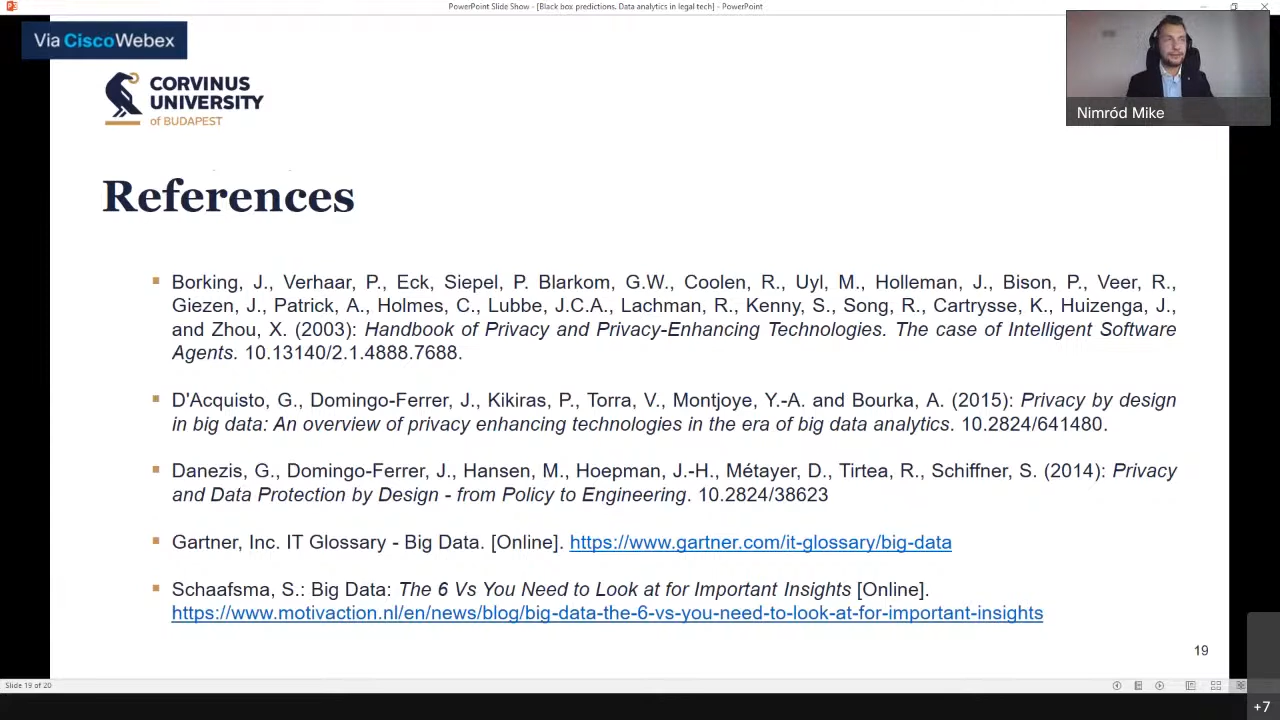 PowerPoint Slide Show - [Black box predictions. Data analytics in legal tech] - PowerPoint
Via CiscoWebex
CORVINUS
UNIVERSITY
of BUDAPEST
Nimród Mike
References
Borking, J., Verhaar, P., Eck, Siepel, P. Blarkom, G.W., Coolen, R., Uyl, M., Holleman, J., Bison, P., Veer, R.,
Giezen, J., Patrick, A., Holmes, C., Lubbe, J.C.A., Lachman, R., Kenny, S., Song, R., Cartrysse, K., Huizenga, J.,
and Zhou, X. (2003): Handbook of Privacy and Privacy-Enhancing Technologies. The case of Intelligent Software
Agents. 10.13140/2.1.4888.7688.
D'Acquisto, G., Domingo-Ferrer, J., Kikiras, P., Torra, V., Montjoye, Y.-A. and Bourka, A. (2015): Privacy by design
in big data: An overview of privacy enhancing technologies in the era of big data analytics. 10.2824/641480.
Danezis, G., Domingo-Ferrer, J., Hansen, M., Hoepman, J.-H., Métayer, D., Tirtea, R., Schiffner, S. (2014): Privacy
and Data Protection by Design - from Policy to Engineering. 10.2824/38623
Gartner, Inc. IT Glossary - Big Data. [Online]. https://www.gartner.com/it-glossary/big-data
Schaafsma, S.: Big Data: The 6 Vs You Need to Look at for Important Insights [Online].
https://www.motivaction.nl/en/news/blog/big-data-the-6-vs-you-need-to-look-at-for-important-insights
19
Slide 19 of 20
+7